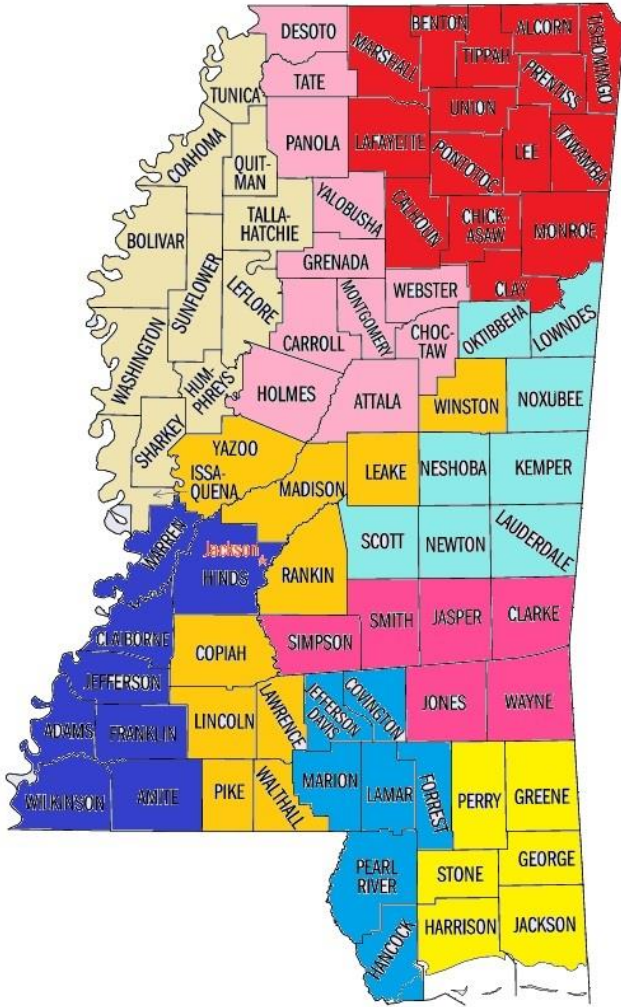 DESOTO
BENTON
ALCORN
TISHOMINGO
MARSHALL
TIPPAH
PRENTISS
TATE
TUNICA
UNION
PANOLA
LAFAYETTE
LEE
ITAWAMBA
COAHOMA
QUIT-
MAN
PONTOTOC
YALOBUSHA
CALHOUN
TALLA-
HATCHIE
CHICK-
ASAW
MONROE
BOLIVAR
SUNFLOWER
GRENADA
LEFLORE
WEBSTER
CLAY
MONTGOMERY
OKTIBBEHA
LOWNDES
CARROLL
CHOC-
TAW
WASHINGTON
HUM-
PHREYS
HOLMES
ATTALA
WINSTON
NOXUBEE
SHARKEY
YAZOO
ISSA-
QUENA
MADISON
LEAKE
NESHOBA
KEMPER
WARREN
Jackson
HINDS
RANKIN
SCOTT
NEWTON
LAUDERDALE
CLAIBORNE
COPIAH
SIMPSON
SMITH
JASPER
CLARKE
JEFFERSON
ADAMS
FRANKLIN
LINCOLN
LAWRENCE
JEFFERSON
DAVIS
COVINGTON
JONES
WAYNE
WILKINSON
AMITE
PIKE
WALTHALL
MARION
LAMAR
FORREST
PERRY
GREENE
PEARL
RIVER
STONE
GEORGE
HANCOCK
HARRISON
JACKSON